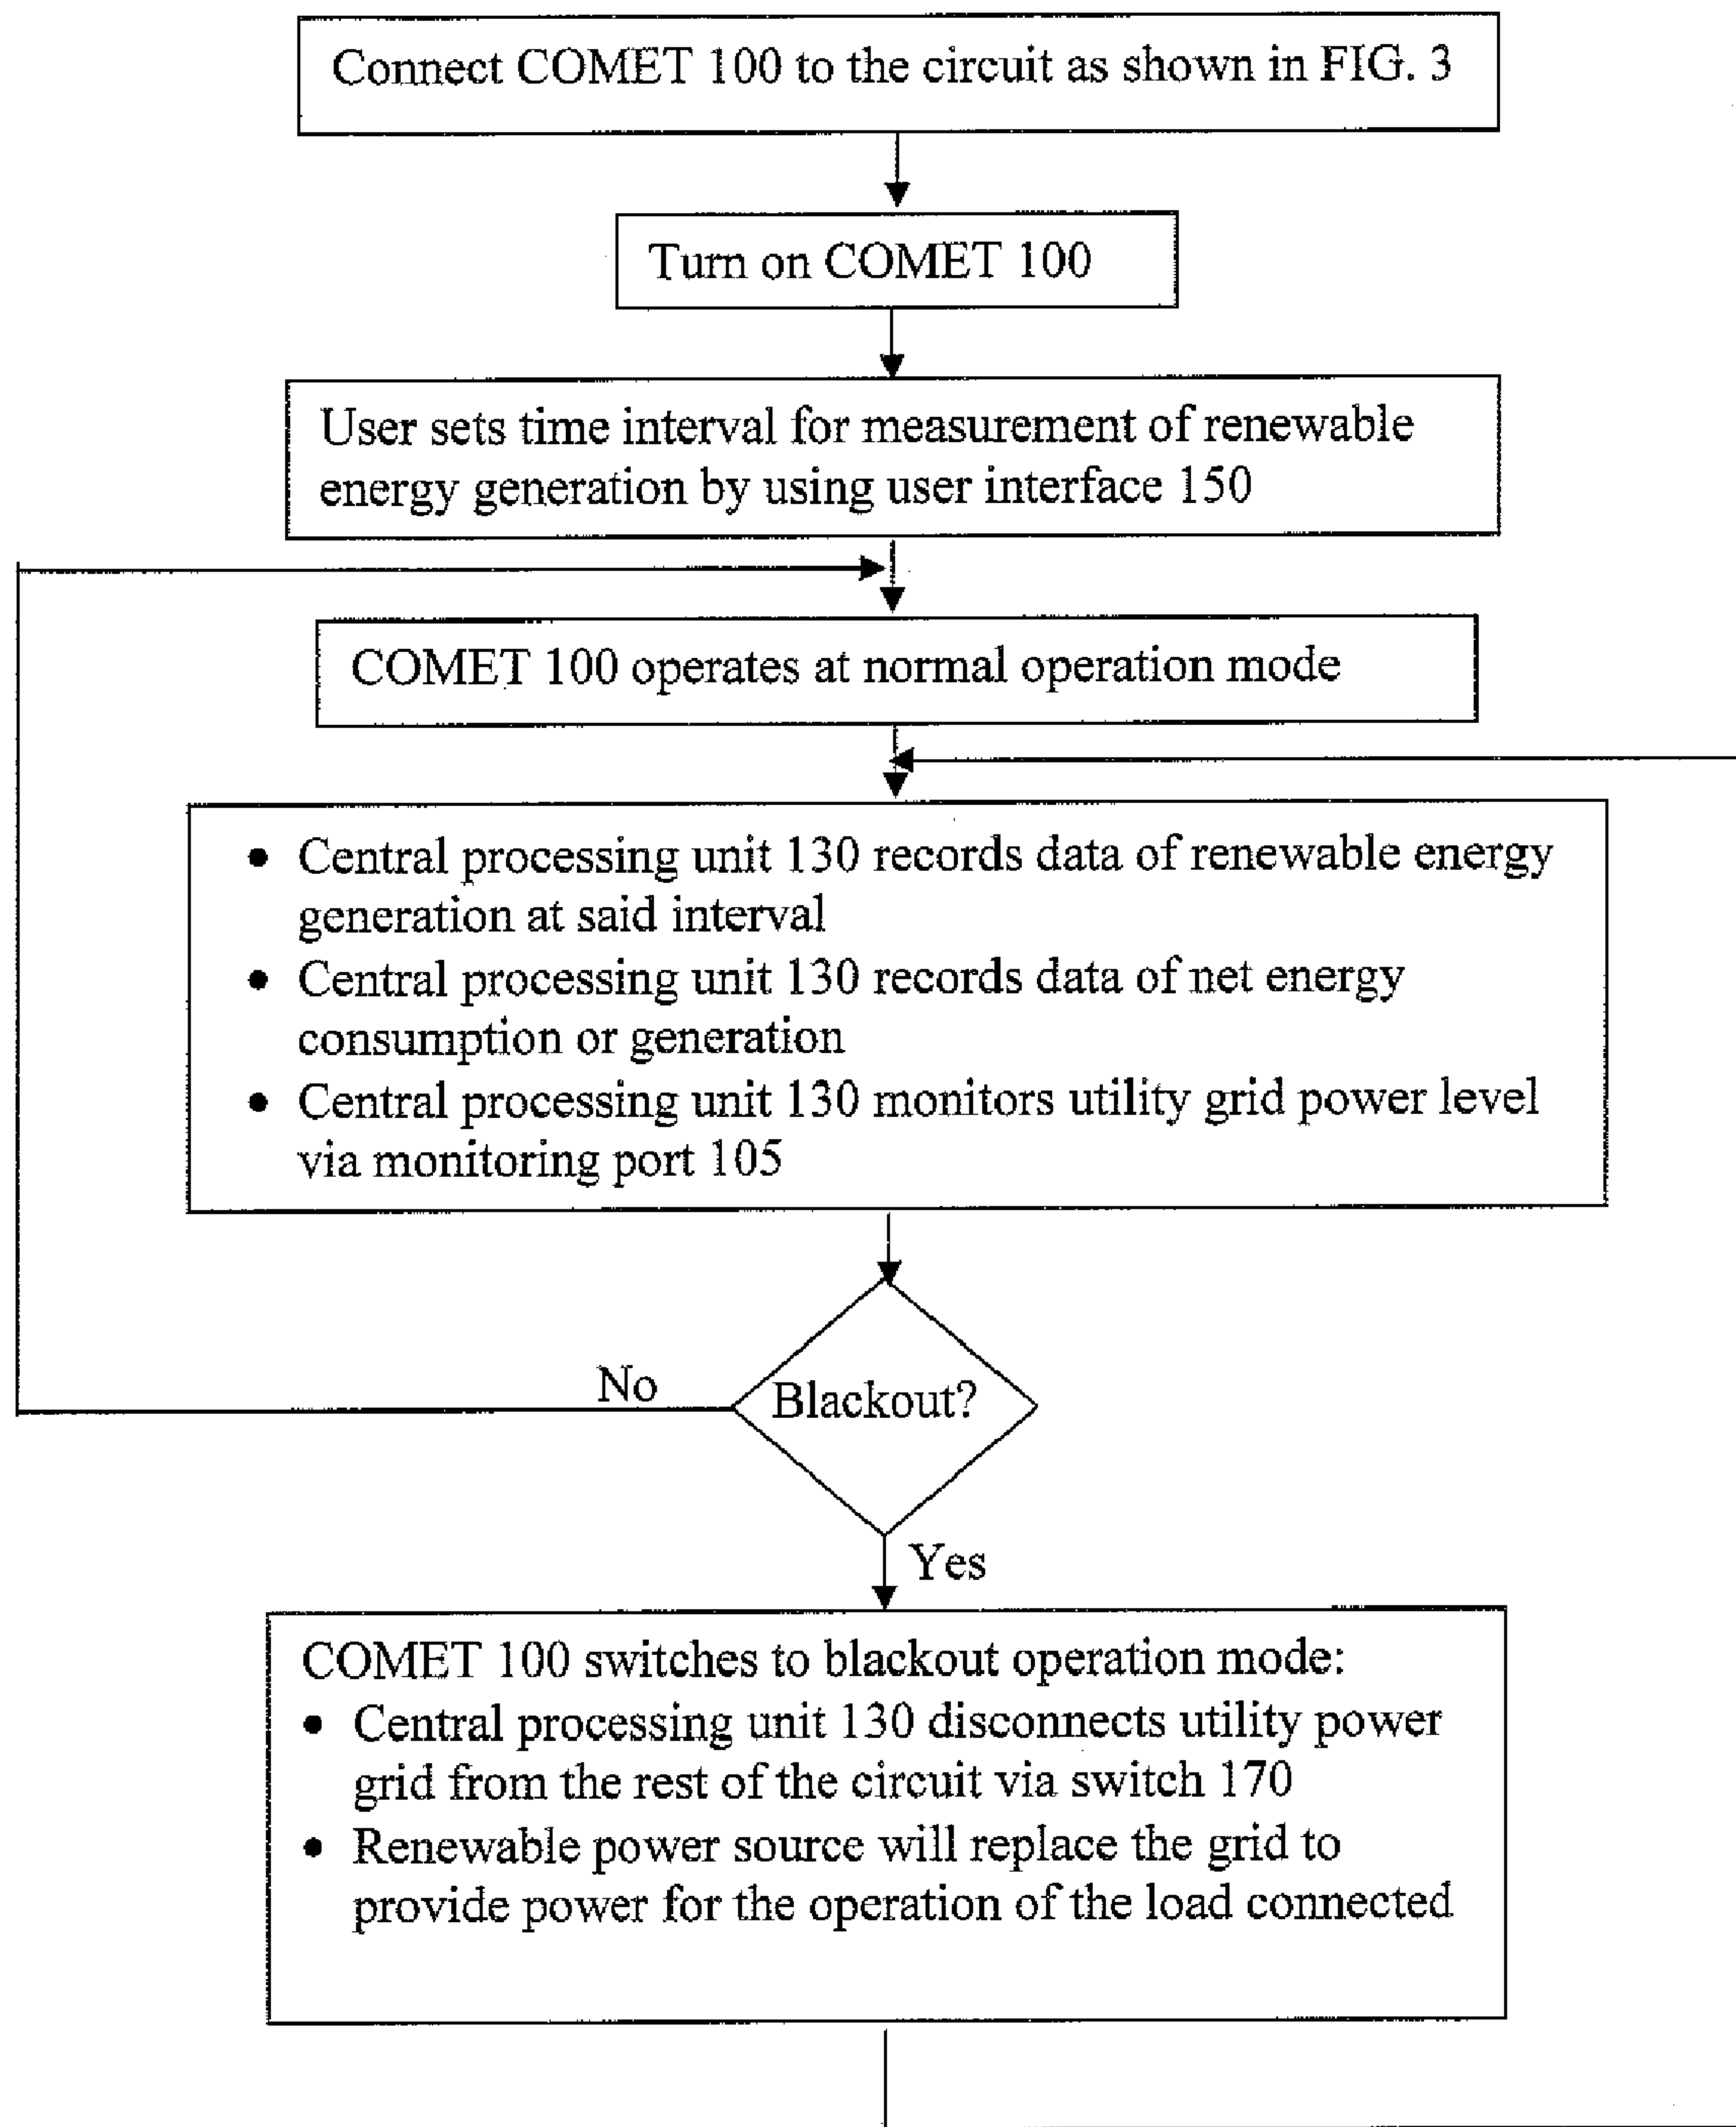 Connect COMET 100 to the circuit as shown in FIG. 3
Turn on COMET 100
User sets time interval for measurement of renewable
energy generation by using user interface 150
COMET 100 operates at normal operation mode
• Central processing unit 130 records data of renewable energy
generation at said interval
• Central processing unit 130 records data of net energy
consumption or generation
• Central processing unit 130 monitors utility grid power level
via monitoring port 105
No
Blackout?
Yes
COMET 100 switches to blackout operation mode:
• Central processing unit 130 disconnects utility power
grid from the rest of the circuit via switch 170
• Renewable power source will replace the grid to
provide power for the operation of the load connected